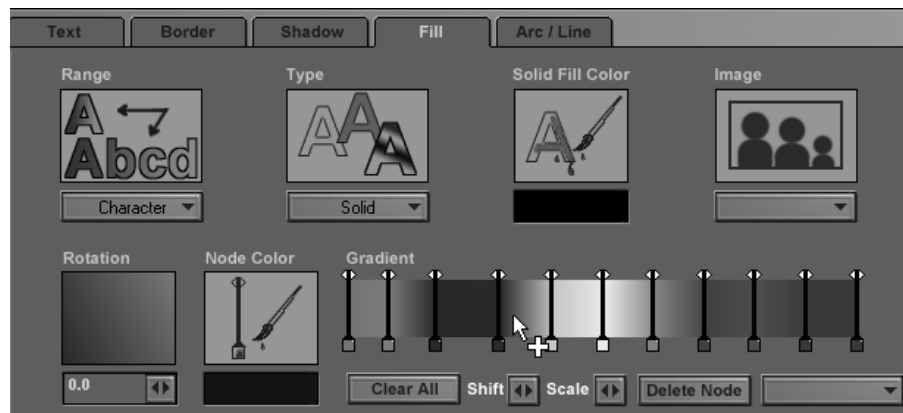 Text Border Shadow Fill Arc / Line
Range Type Solid Fill Color Image
A
Abcd AAA A
Character Solid
Rotation Node Color Gradient
0.0 Clear All Shift Scale Delete Node